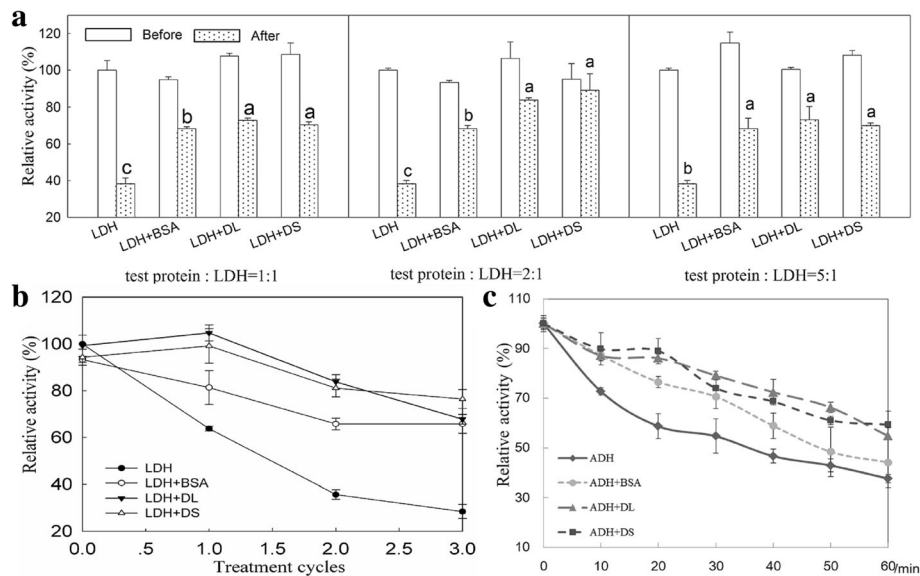 a
Before After
Relative activity (%)
120
100
80
60
40
20
c b a a
c b a a
b a a a
LDH LDH+BSA LDH+DL LDH+DS
LDH LDH+BSA LDH+DL LDH+DS
LDH LDH+BSA LDH+DL LDH+DS
test protein : LDH=1:1
test protein : LDH=2:1
test protein : LDH=5:1
b
Relative activity (%)
120
100
80
60
40
20
LDH
LDH+BSA
LDH+DL
LDH+DS
0.0 .5 1.0 1.5 2.0 2.5 3.0
Treatment cycles
c
Relative activity (%)
110
90
70
50
30
10
ADH
ADH+BSA
ADH+DL
ADH+DS
0 10 20 30 40 50 60 /min